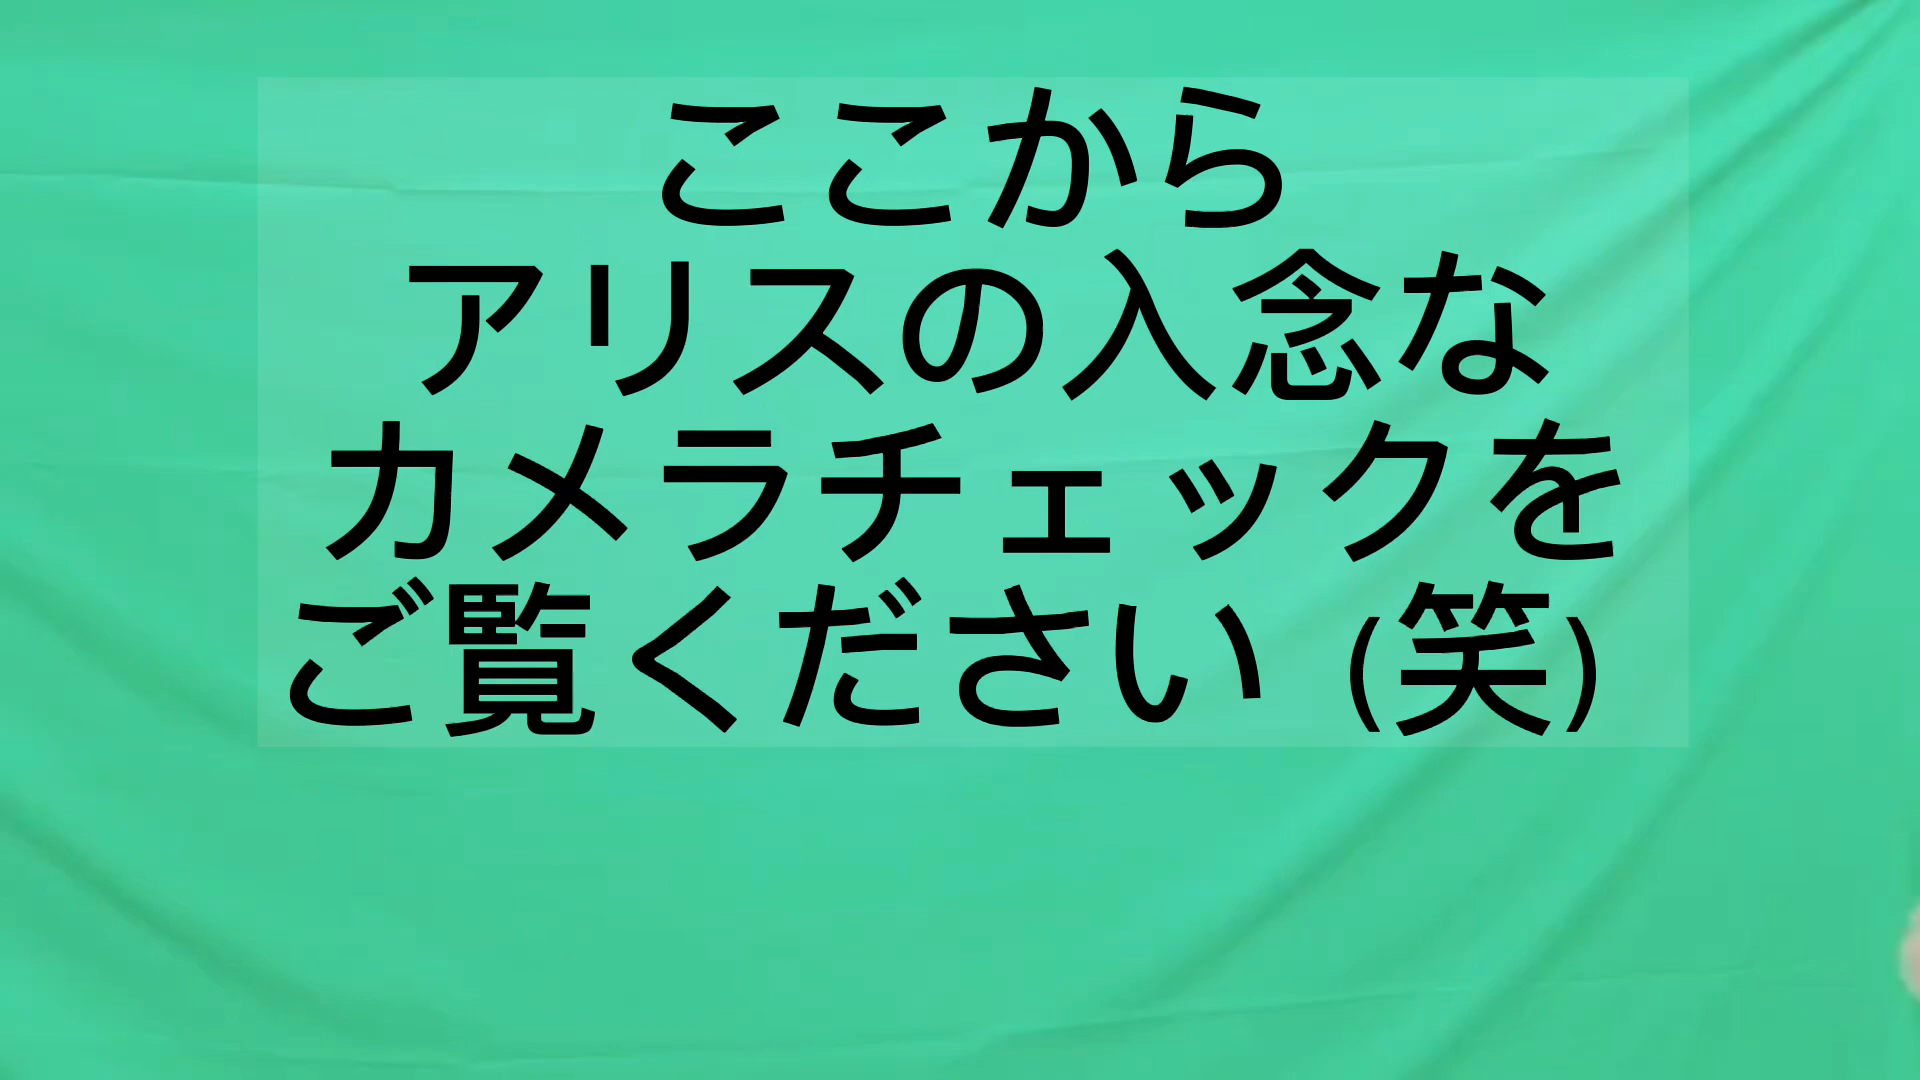 ここから
アリスの入念な
カメラチェックを
ご覧ください (笑)